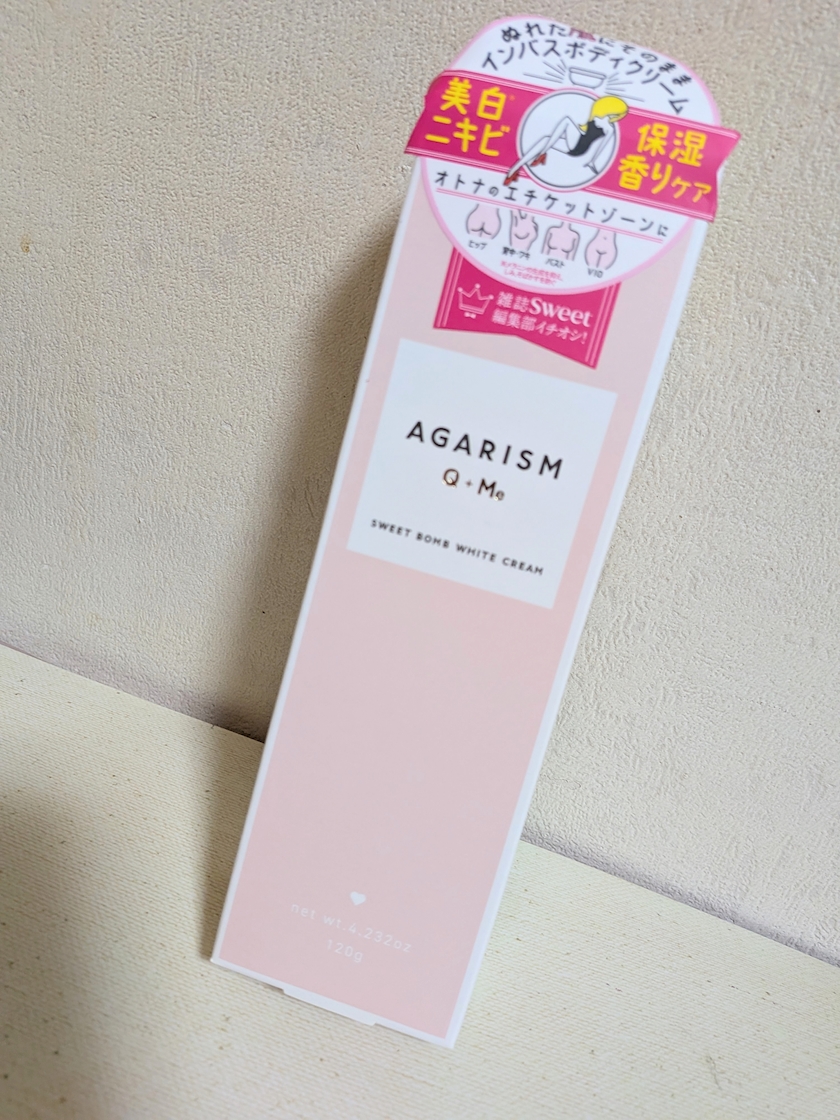 ぬれた肌にそのまま
インバスボディクリーム
美白*
ニキビ
保湿
香りケア
オトナのエチケットゾーンに
ヒップ 背中・ワキ バスト VIO
雑誌Sweet
編集部イチオシ!
AGARISM
Q+Me
SWEET BOMB WHITE CREAM
net wt.4.232oz
120g